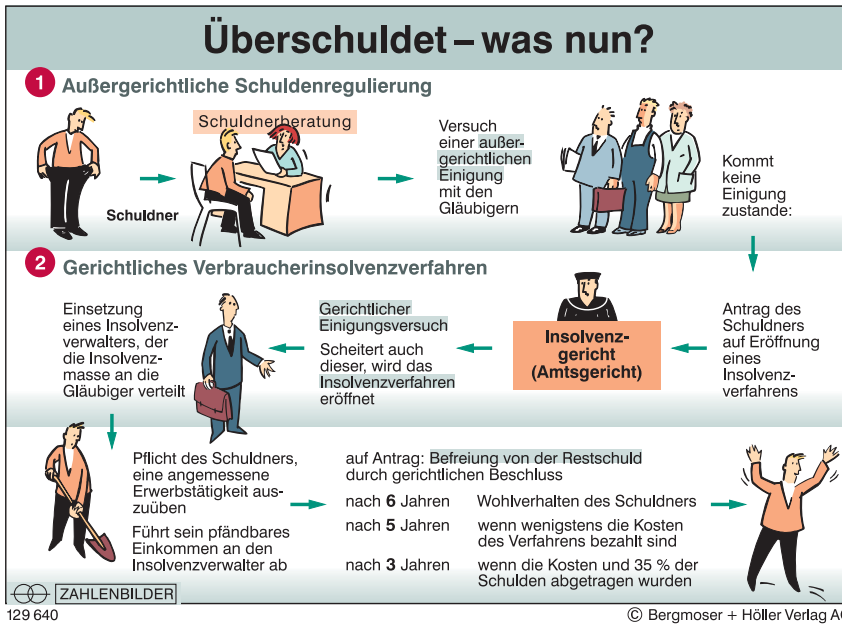 Überschuldet – was nun?
1 Außergerichtliche Schuldenregulierung
Schuldner
Schuldnerberatung
Versuch
einer außer-
gerichtlichen
Einigung
mit den
Gläubigern
Kommt
keine
Einigung
zustande:
2 Gerichtliches Verbraucherinsolvenzverfahren
Antrag des
Schuldners
auf Eröffnung
eines
Insolvenz-
verfahrens
Insolvenz-
gericht
(Amtsgericht)
Gerichtlicher
Einigungsversuch
Scheitert auch
dieser, wird das
Insolvenzverfahren
eröffnet
Einsetzung
eines Insolvenz-
verwalters, der
die Insolvenz-
masse an die
Gläubiger verteilt
Pflicht des Schuldners,
eine angemessene
Erwerbstätigkeit aus-
zuüben
Führt sein pfändbares
Einkommen an den
Insolvenzverwalter ab
auf Antrag: Befreiung von der Restschuld
durch gerichtlichen Beschluss
nach 6 Jahren Wohlverhalten des Schuldners
nach 5 Jahren wenn wenigstens die Kosten
des Verfahrens bezahlt sind
nach 3 Jahren wenn die Kosten und 35 % der
Schulden abgetragen wurden
ZAHLENBILDER
129 640
© Bergmoser + Höller Verlag AG